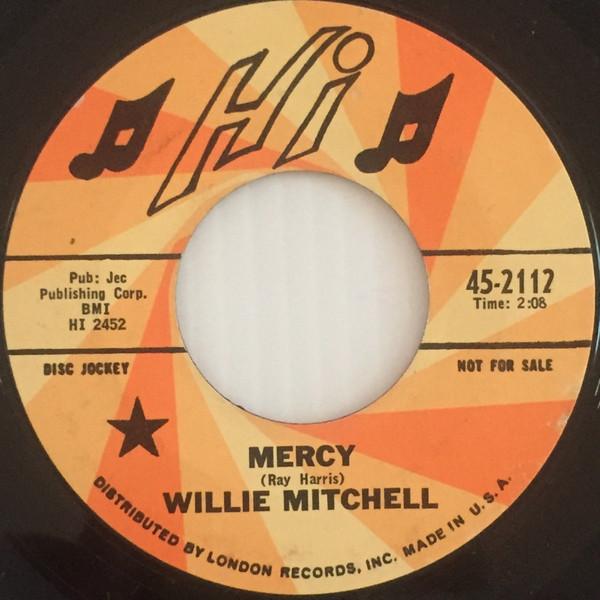 Hi
Pub: Jec
Publishing Corp.
BMI
HI 2452
45-2112
Time: 2:08
DISC JOCKEY
NOT FOR SALE
MERCY
(Ray Harris)
WILLIE MITCHELL
DISTRIBUTED BY LONDON RECORDS, INC. MADE IN U.S.A.